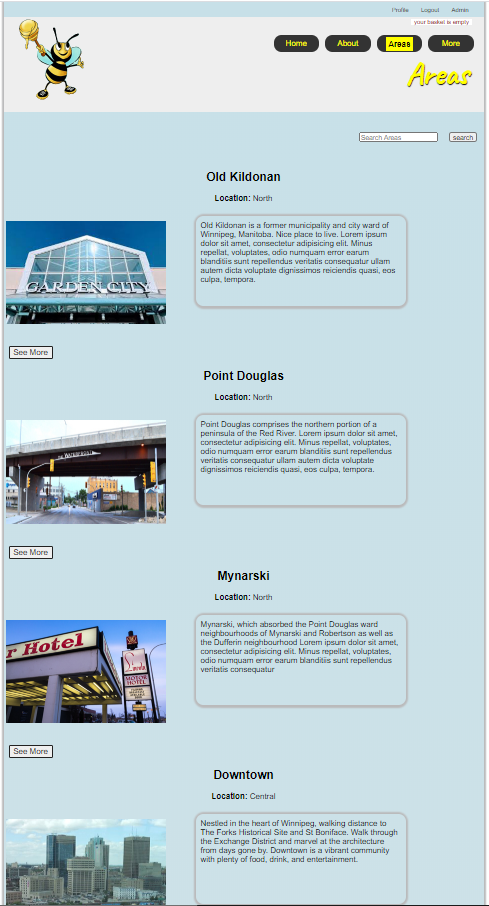 Profile Logout Admin
your basket is empty
Home About Areas More
Areas
Search Areas search
Old Kildonan
Location: North
GARDEN CITY
Old Kildonan is a former municipality and city ward of
Winnipeg, Manitoba. Nice place to live. Lorem ipsum
dolor sit amet, consectetur adipisicing elit. Minus
repellat, voluptates, odio numquam error earum
blanditiis sunt repellendus veritatis consequatur ullam
autem dicta voluptate dignissimos reiciendis quasi, eos
culpa, tempora.
See More
Point Douglas
Location: North
Point Douglas comprises the northern portion of a
peninsula of the Red River. Lorem ipsum dolor sit amet,
consectetur adipisicing elit. Minus repellat, voluptates,
odio numquam error earum blanditiis sunt repellendus
veritatis consequatur ullam autem dicta voluptate
dignissimos reiciendis quasi, eos culpa, tempora.
See More
Mynarski
Location: North
r Hotel
MOTOR HOTEL
Mynarski, which absorbed the Point Douglas ward
neighbourhoods of Mynarski and Robertson as well as
the Dufferin neighbourhood Lorem ipsum dolor sit amet,
consectetur adipisicing elit. Minus repellat, voluptates,
odio numquam error earum blanditiis sunt repellendus
veritatis consequatur
See More
Downtown
Location: Central
Nestled in the heart of Winnipeg, walking distance to
The Forks Historical Site and St Boniface. Walk through
the Exchange District and marvel at the architecture
from days gone by. Downtown is a vibrant community
with plenty of food, drink, and entertainment.